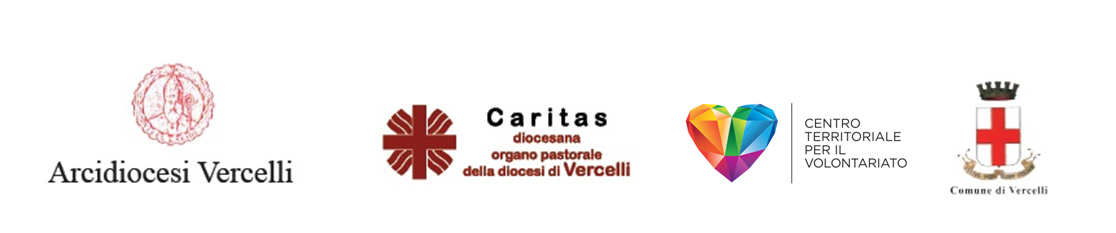 Arcidiocesi Vercelli
Caritas
diocesana
organo pastorale
della diocesi di Vercelli
CENTRO
TERRITORIALE
PER IL
VOLONTARIATO
Comune di Vercelli